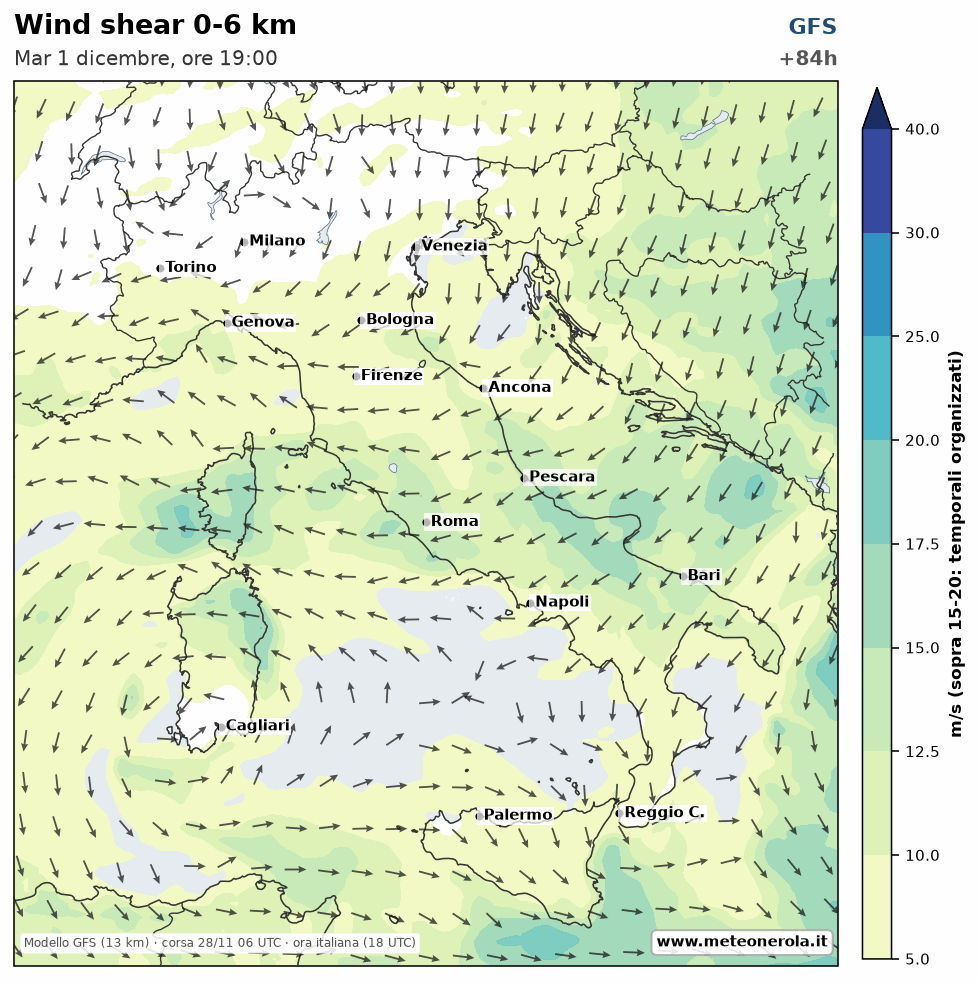 Wind shear 0-6 km
GFS
Mar 1 dicembre, ore 19:00
+84h
40.0
30.0
25.0
20.0
17.5
15.0
12.5
10.0
5.0
m/s (sopra 15-20: temporali organizzati)
Milano
Venezia
Torino
Genova
Bologna
Firenze
Ancona
Pescara
Roma
Bari
Napoli
Cagliari
Palermo
Reggio C.
Modello GFS (13 km) · corsa 28/11 06 UTC · ora italiana (18 UTC)
www.meteonerola.it